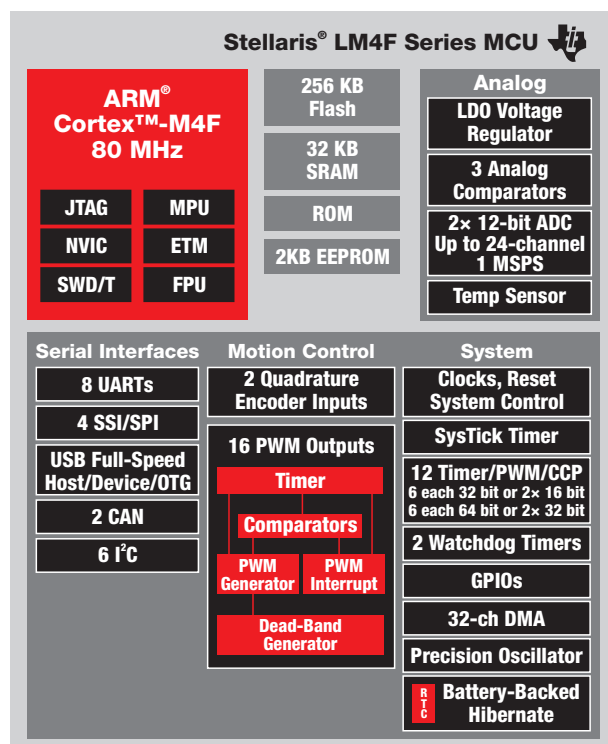 Stellaris® LM4F Series MCU
ARM®
Cortex™-M4F
80 MHz
JTAG
MPU
NVIC
ETM
SWD/T
FPU
256 KB
Flash
32 KB
SRAM
ROM
2KB EEPROM
Analog
LDO Voltage
Regulator
3 Analog
Comparators
2× 12-bit ADC
Up to 24-channel
1 MSPS
Temp Sensor
Serial Interfaces
8 UARTs
4 SSI/SPI
USB Full-Speed
Host/Device/OTG
2 CAN
6 I²C
Motion Control
2 Quadrature
Encoder Inputs
16 PWM Outputs
Timer
Comparators
PWM
Generator
PWM
Interrupt
Dead-Band
Generator
System
Clocks, Reset
System Control
SysTick Timer
12 Timer/PWM/CCP
6 each 32 bit or 2× 16 bit
6 each 64 bit or 2× 32 bit
2 Watchdog Timers
GPIOs
32-ch DMA
Precision Oscillator
RTC
Battery-Backed
Hibernate